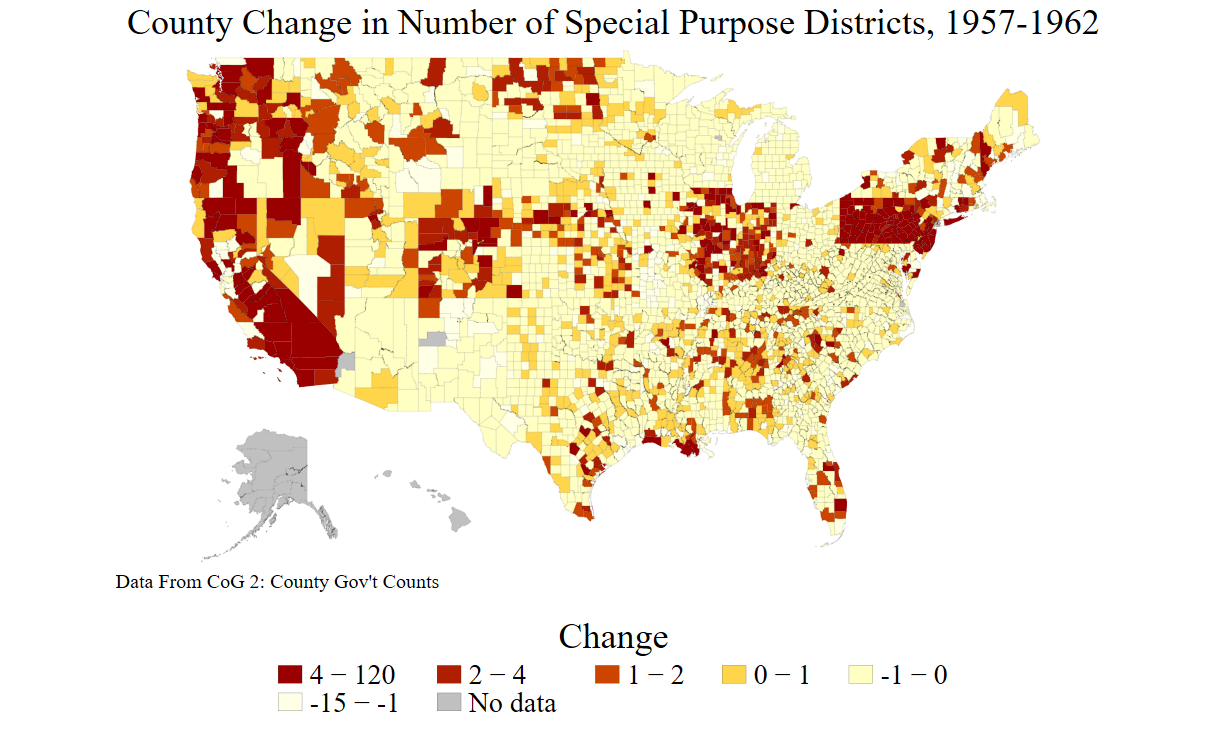 County Change in Number of Special Purpose Districts, 1957-1962
Data From CoG 2: County Gov't Counts
Change
4 − 120 2 − 4 1 − 2 0 − 1 -1 − 0
-15 − -1 No data